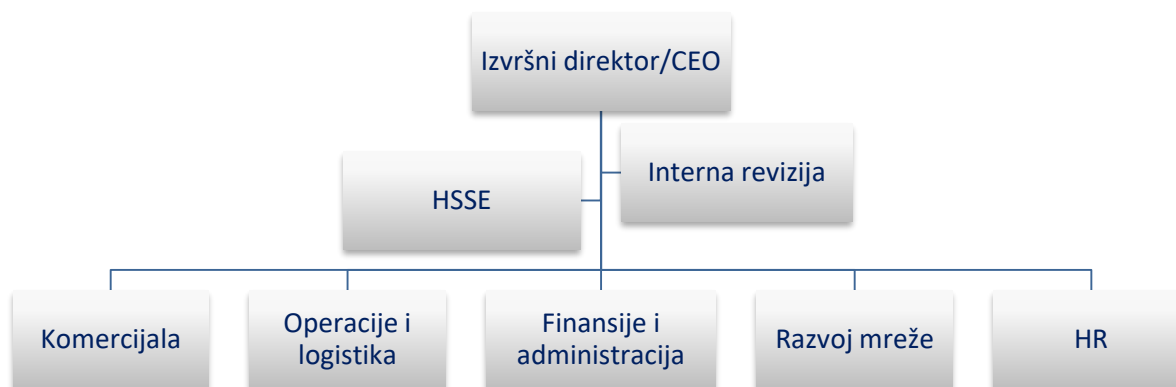 Izvršni direktor/CEO
Interna revizija
HSSE
Komercijala
Operacije i
logistika
Finansije i
administracija
Razvoj mreže
HR